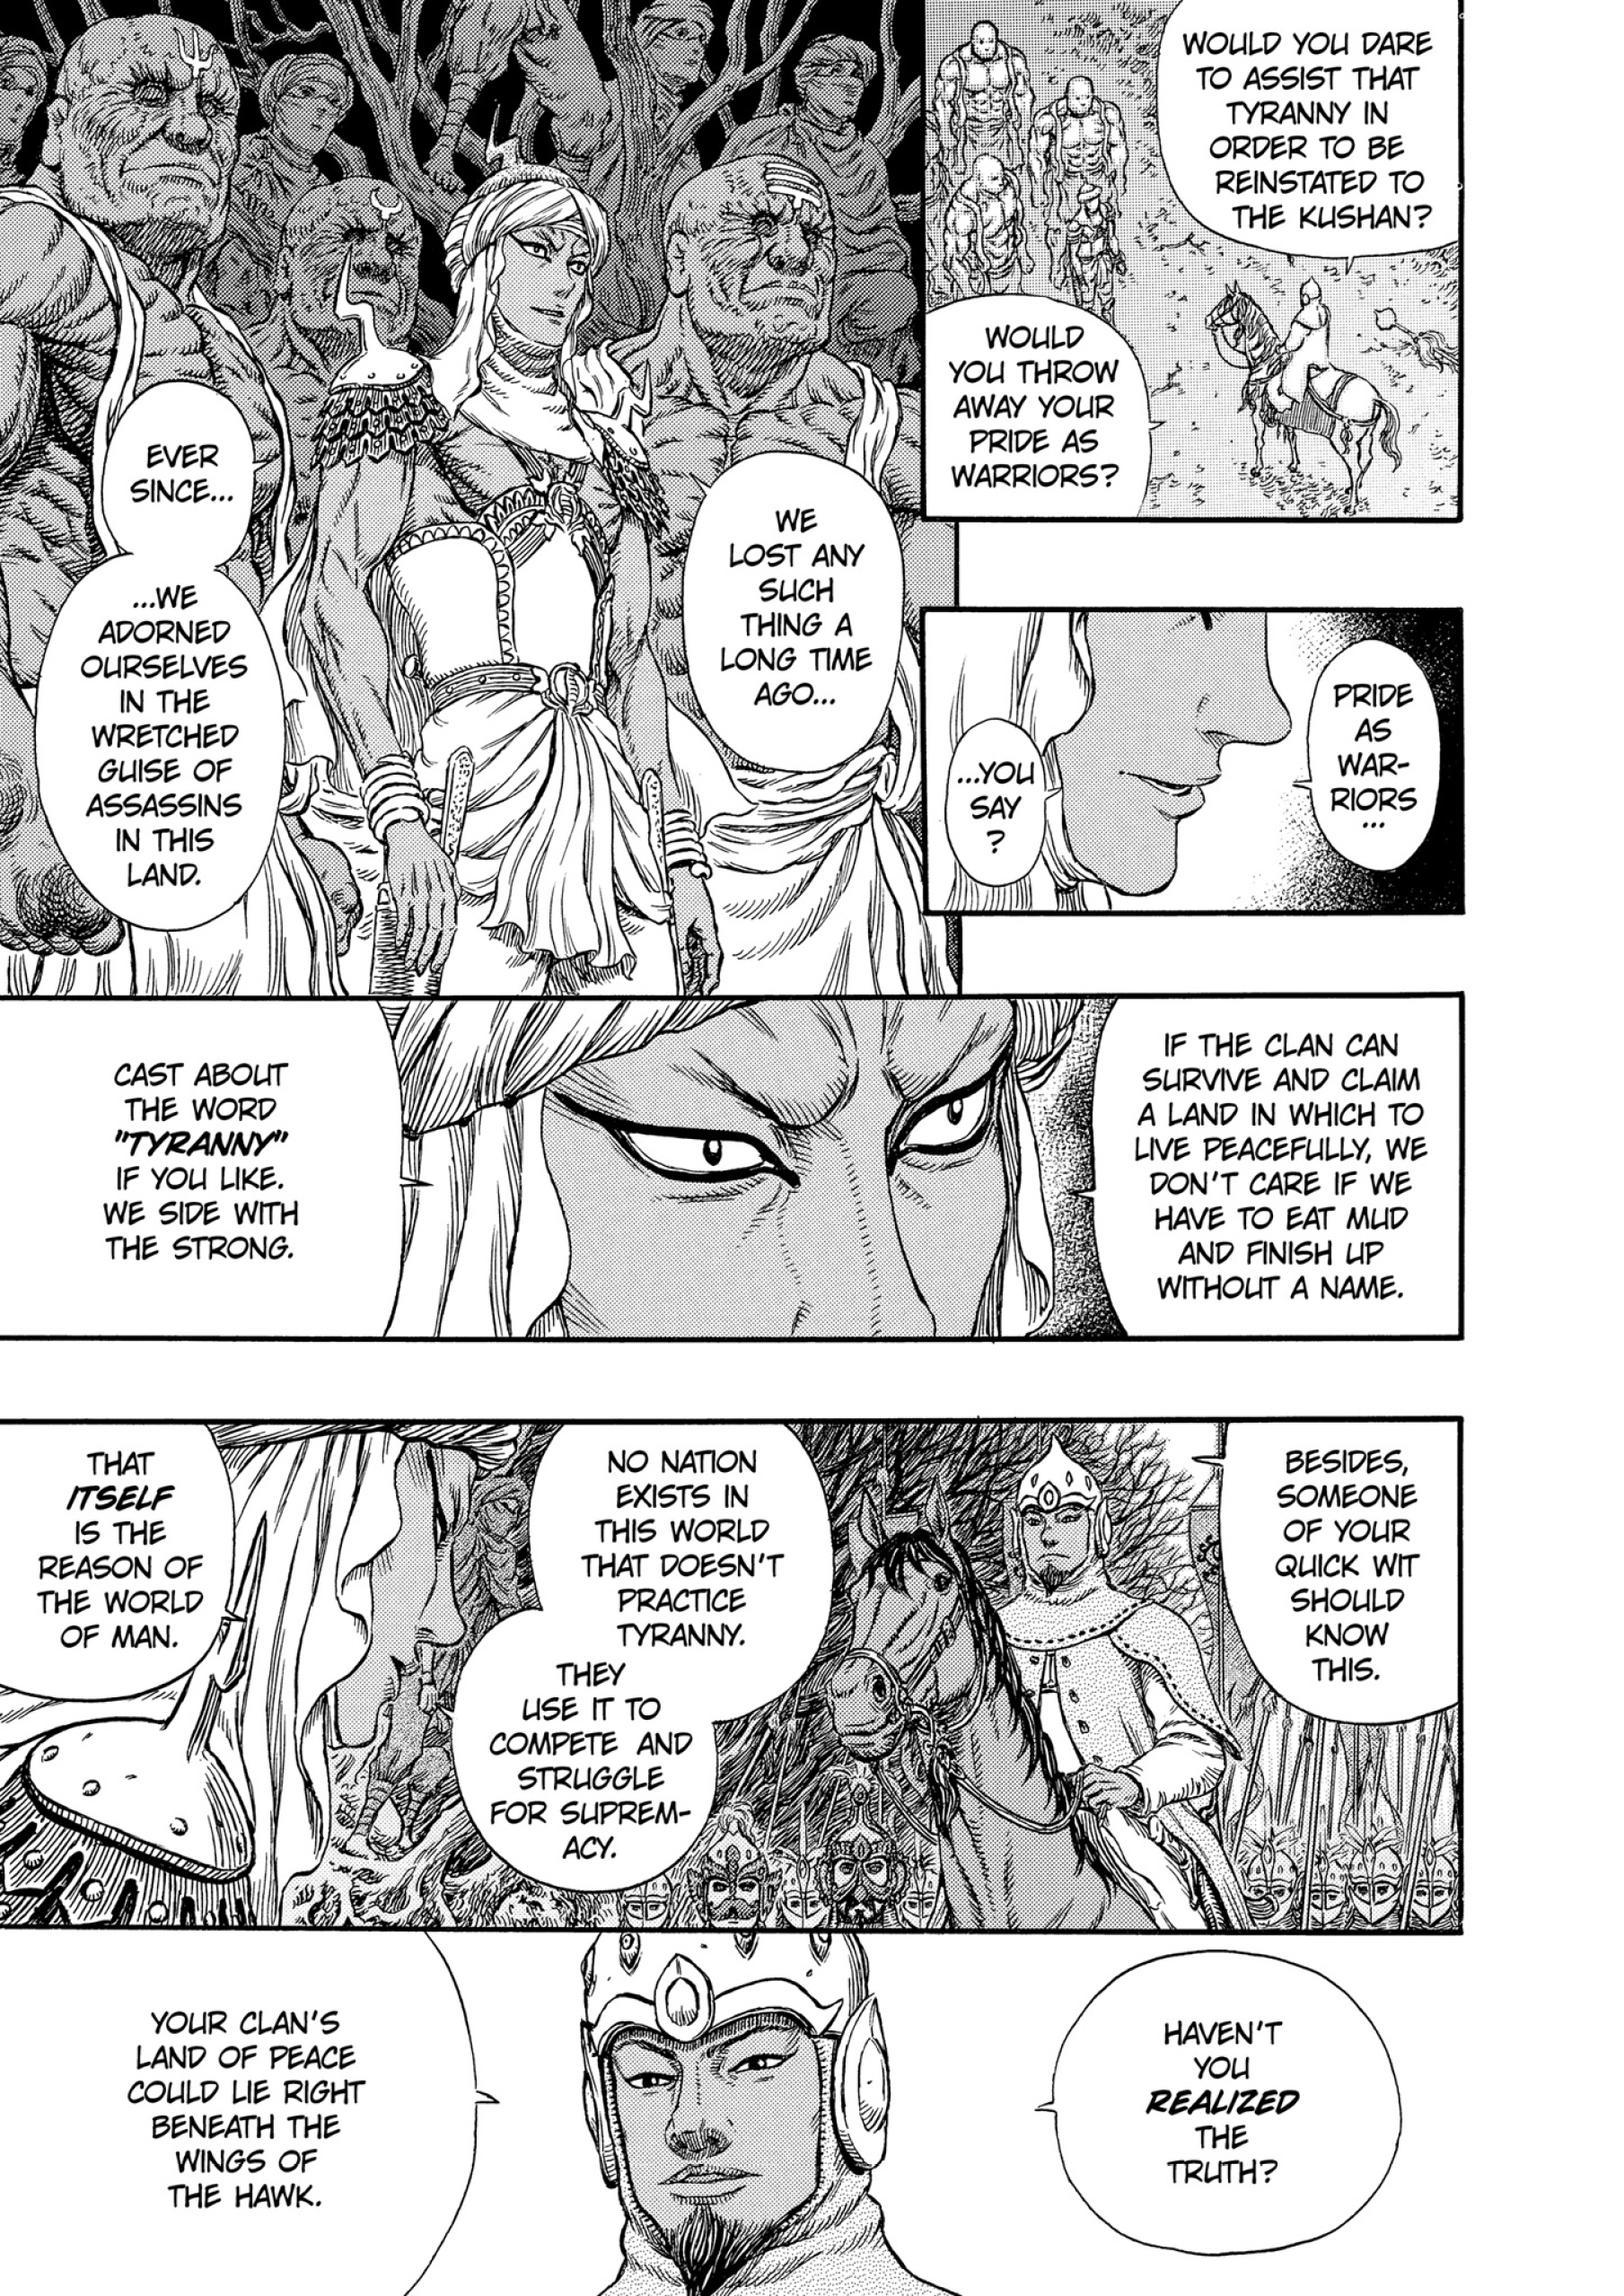 WOULD YOU DARE
TO ASSIST THAT
TYRANNY IN
ORDER TO BE
REINSTATED TO
THE KUSHAN?
WOULD
YOU THROW
AWAY YOUR
PRIDE AS
WARRIORS?
PRIDE
AS
WAR-
RIORS
...
...YOU
SAY
?
WE
LOST ANY
SUCH
THING A
LONG TIME
AGO...
EVER
SINCE...
...WE
ADORNED
OURSELVES
IN THE
WRETCHED
GUISE OF
ASSASSINS
IN THIS
LAND.
IF THE CLAN CAN
SURVIVE AND CLAIM
A LAND IN WHICH TO
LIVE PEACEFULLY, WE
DON'T CARE IF WE
HAVE TO EAT MUD
AND FINISH UP
WITHOUT A NAME.
CAST ABOUT
THE WORD
"TYRANNY"
IF YOU LIKE.
WE SIDE WITH
THE STRONG.
BESIDES,
SOMEONE
OF YOUR
QUICK WIT
SHOULD
KNOW
THIS.
NO NATION
EXISTS IN
THIS WORLD
THAT DOESN'T
PRACTICE
TYRANNY.
THEY
USE IT TO
COMPETE AND
STRUGGLE
FOR SUPREM-
ACY.
THAT
ITSELF
IS THE
REASON OF
THE WORLD
OF MAN.
HAVEN'T
YOU
REALIZED
THE
TRUTH?
YOUR CLAN'S
LAND OF PEACE
COULD LIE RIGHT
BENEATH THE
WINGS OF
THE HAWK.